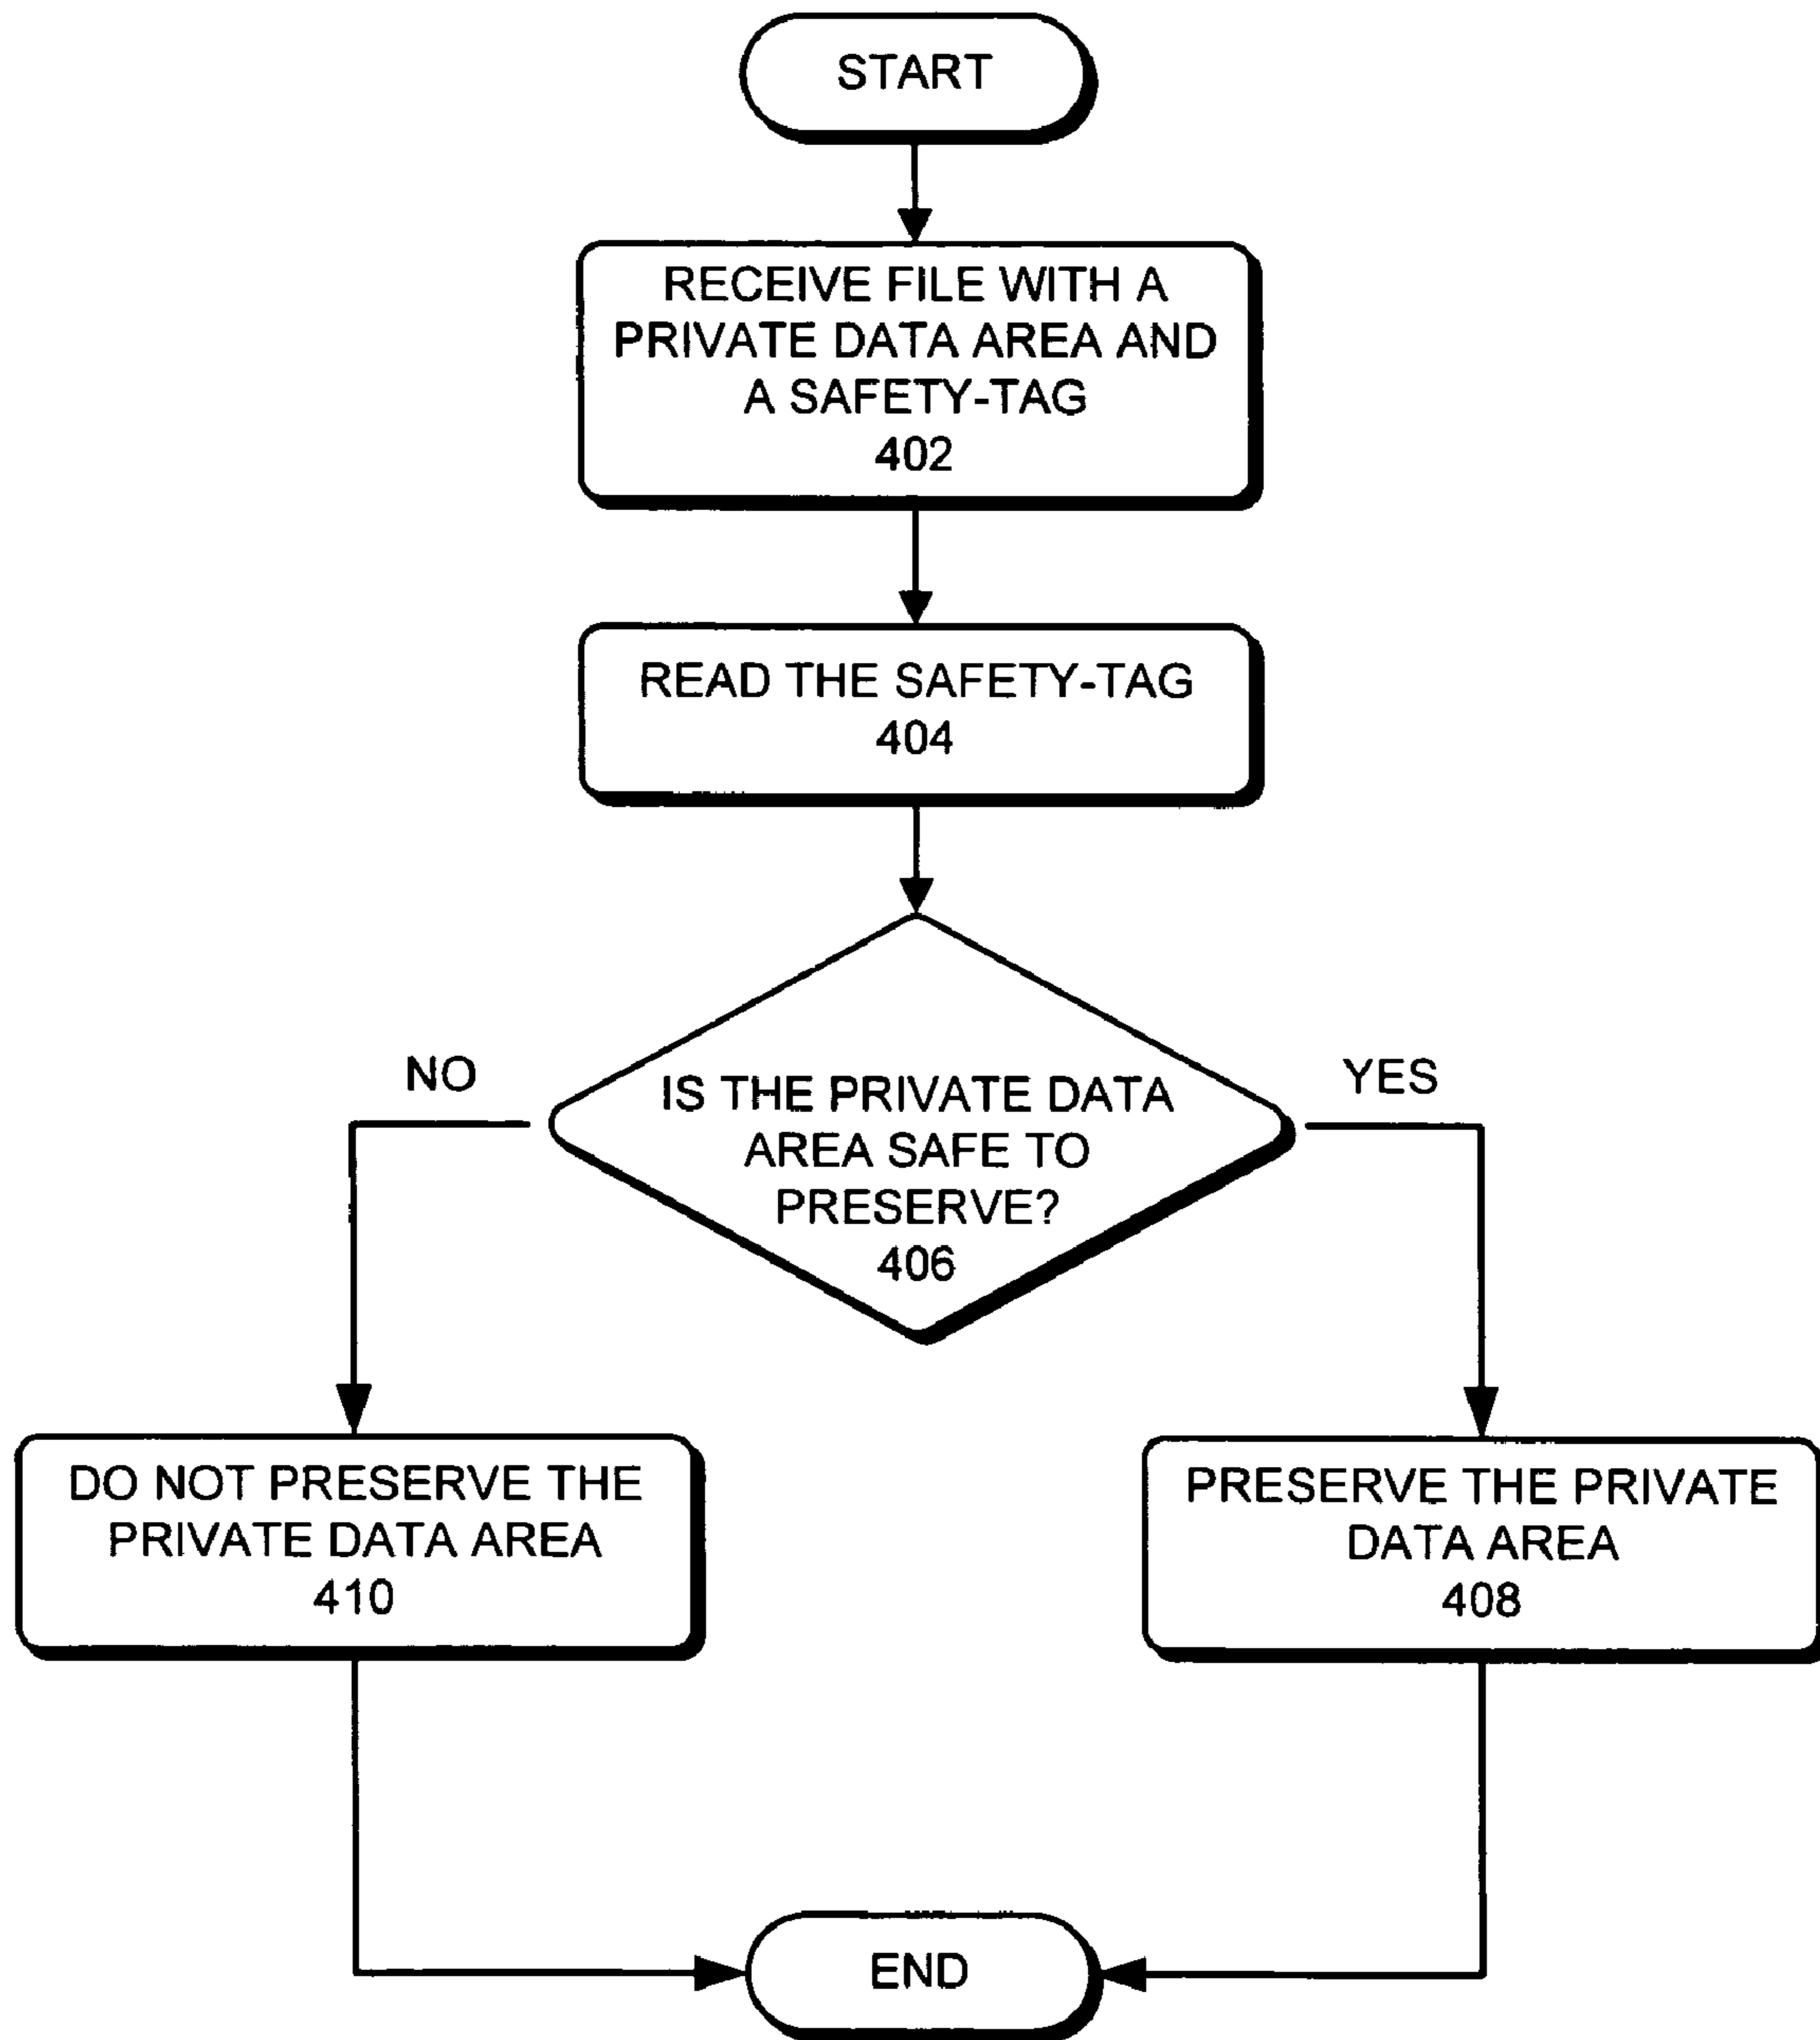 START
RECEIVE FILE WITH A
PRIVATE DATA AREA AND
A SAFETY-TAG
402
READ THE SAFETY-TAG
404
NO
YES
IS THE PRIVATE DATA
AREA SAFE TO
PRESERVE?
406
DO NOT PRESERVE THE
PRIVATE DATA AREA
410
PRESERVE THE PRIVATE
DATA AREA
408
END